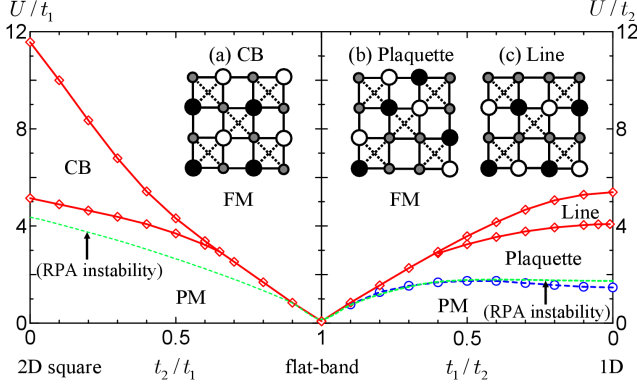 U/t₁ U/t₂
12 12
(a) CB (b) Plaquette (c) Line
8 8
CB
FM FM
4 4
Line
Plaquette
(RPA instability)
PM PM
(RPA instability)
0 0
0 0.5 1 0.5 0
2D square t₂/t₁ flat-band t₁/t₂ 1D